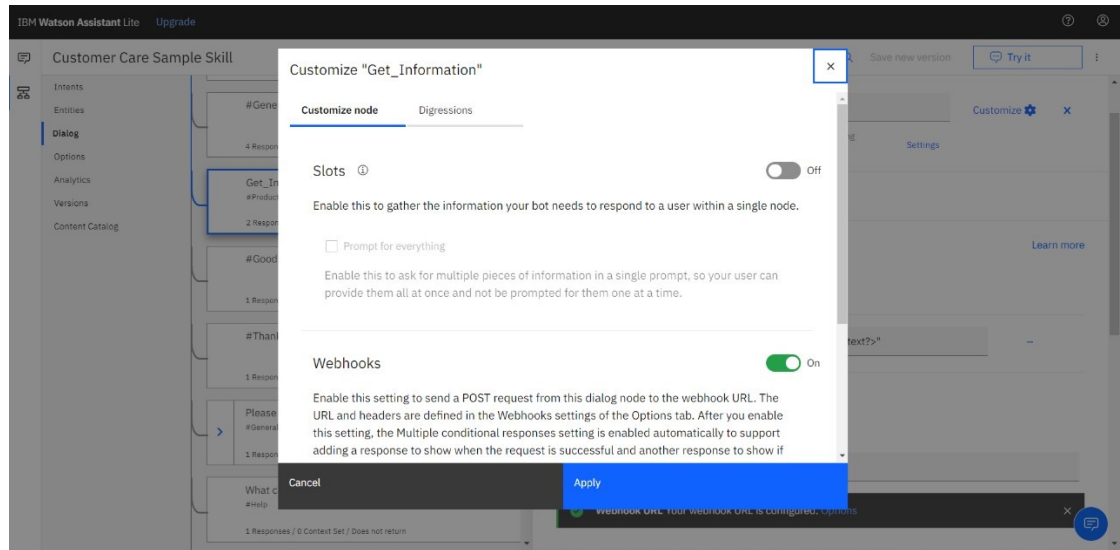 IBM Watson Assistant Lite Upgrade
Customer Care Sample Skill
Save new version
Try it
Intents
Entities
Dialog
Options
Analytics
Versions
Content Catalog
#Gene
4 Respon
Get_In
#Product
2 Respon
#Good
1 Respon
#Than
1 Respon
Please
#General
1 Respon
What c
#Help
1 Responses / 0 Context Set / Does not return
Customize "Get_Information"
Customize node Digressions
Slots
Off
Enable this to gather the information your bot needs to respond to a user within a single node.
Prompt for everything
Enable this to ask for multiple pieces of information in a single prompt, so your user can
provide them all at once and not be prompted for them one at a time.
Webhooks
On
Enable this setting to send a POST request from this dialog node to the webhook URL. The
URL and headers are defined in the Webhooks settings of the Options tab. After you enable
this setting, the Multiple conditional responses setting is enabled automatically to support
adding a response to show when the request is successful and another response to show if
Cancel
Apply
Customize
Settings
Learn more
text?>"
Webhook URL Your webhook URL is configured. Options